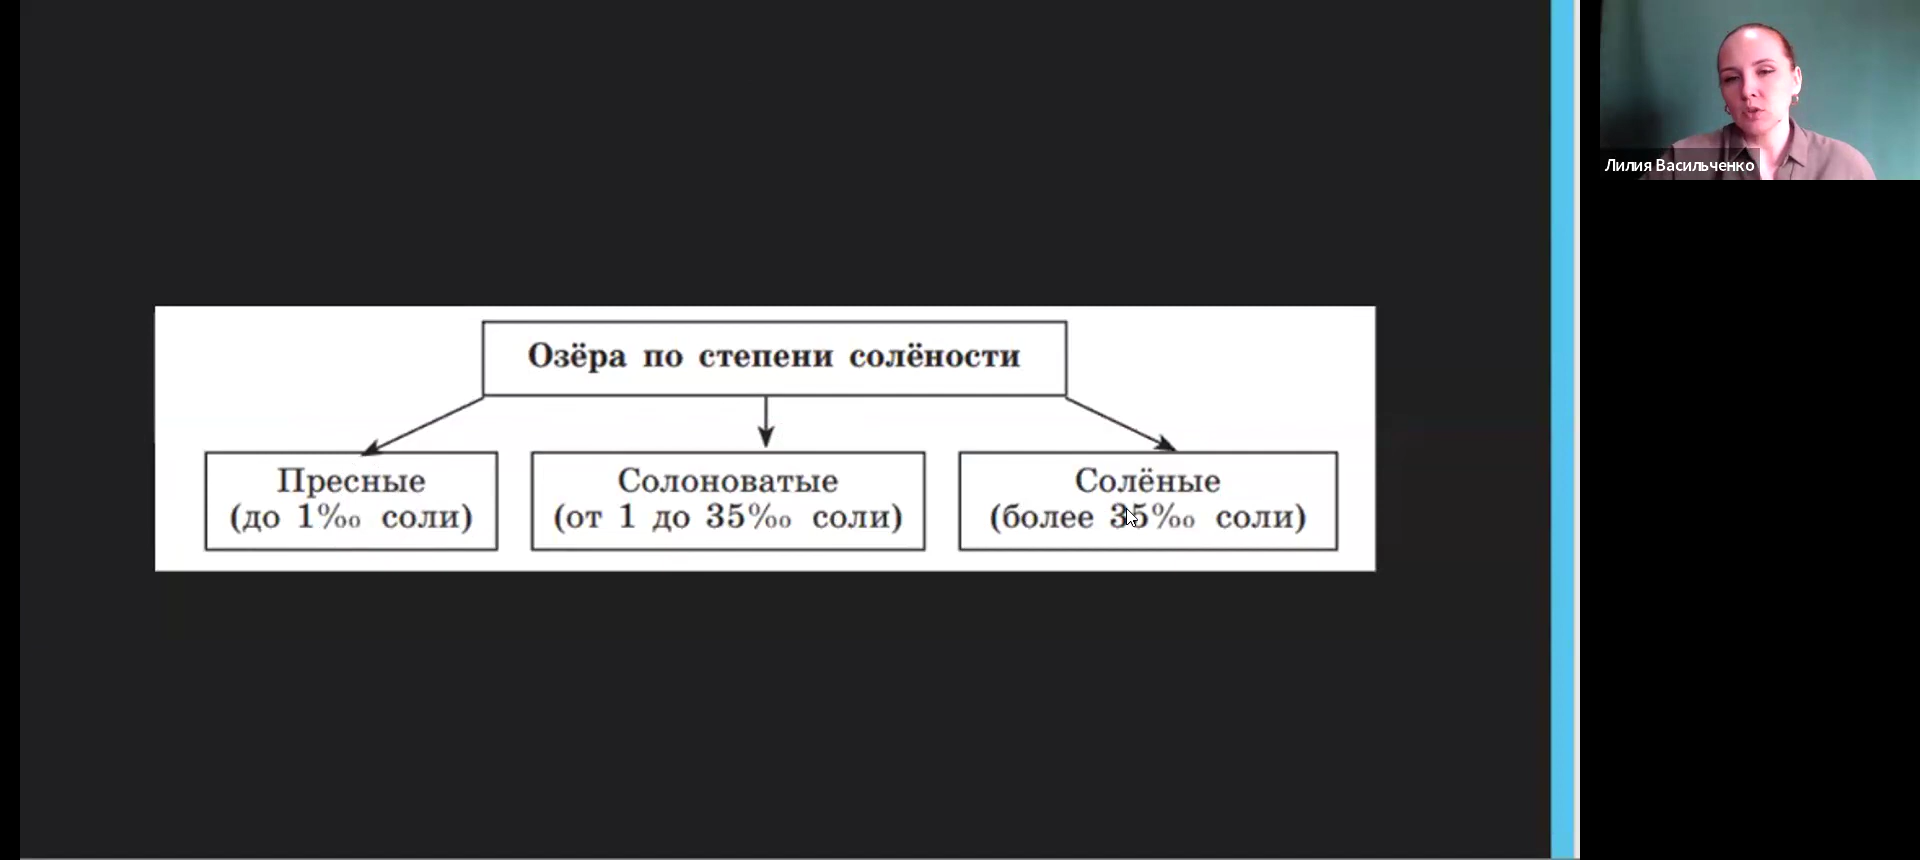 Озёра по степени солёности
Пресные
(до 1‰ соли)
Солоноватые
(от 1 до 35‰ соли)
Солёные
(более 35‰ соли)
Лилия Васильченко